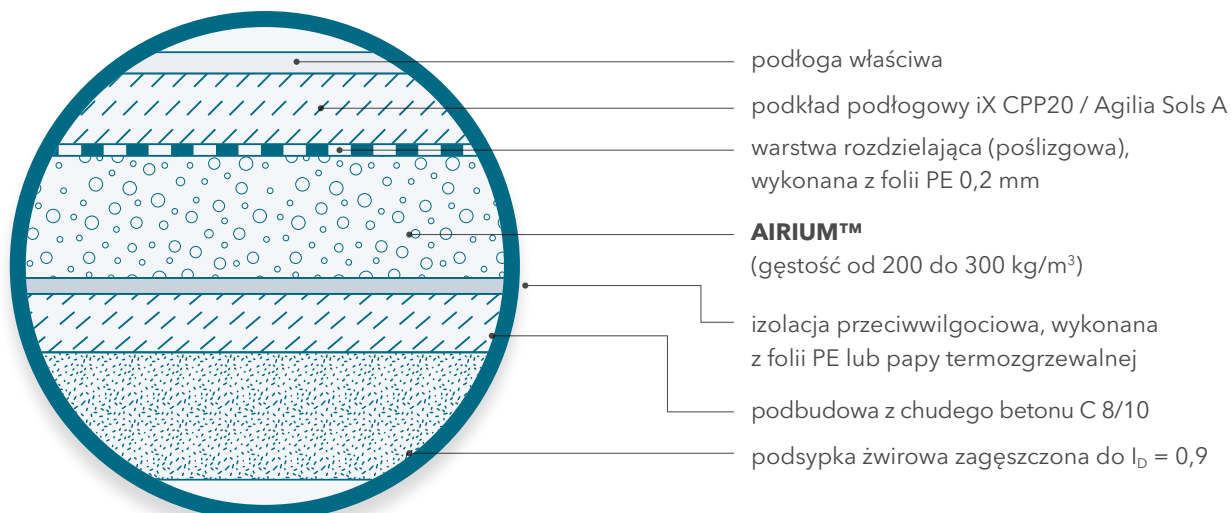 podłoga właściwa
podkład podłogowy iX CPP20 / Agilia Sols A
warstwa rozdzielająca (poślizgowa),
wykonana z folii PE 0,2 mm
AIRIUM™
(gęstość od 200 do 300 kg/m³)
izolacja przeciwwilgociowa, wykonana
z folii PE lub papy termozgrzewalnej
podbudowa z chudego betonu C 8/10
podsypka żwirowa zagęszczona do I_D = 0,9